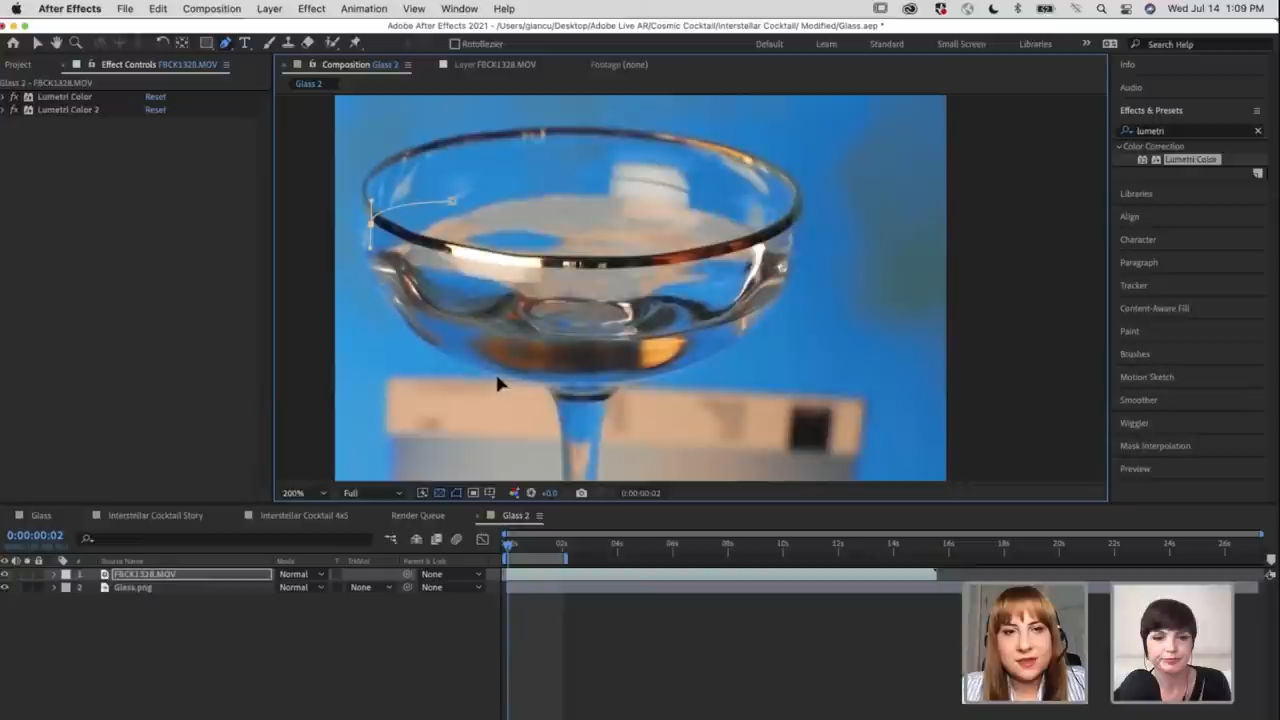 After Effects File Edit Composition Layer Effect Animation View Window Help Wed Jul 14 1:09 PM
Adobe After Effects 2021 - /Users/giancu/Desktop/Adobe Live AR/Cosmic Cocktail/interstellar Cocktail/ Modified/Glass.aep *
RotoBezier Default Learn Standard Small Screen Libraries Search Help
Project Effect Controls FBCK1328.MOV Composition Glass 2 Layer FBCK1328.MOV Footage (none) Info
Glass 2 - FBCK1328.MOV Glass 2
Audio
fx Lumetri Color Reset
fx Lumetri Color 2 Reset
Effects & Presets
lumetri
Color Correction
Lumetri Color
Libraries
Align
Character
Paragraph
Tracker
Content-Aware Fill
Paint
Brushes
Motion Sketch
Smoother
Wiggler
Mask Interpolation
Preview
200% Full +0.0 0:00:00:02
Glass Interstellar Cocktail Story Interstellar Cocktail 4x5 Render Queue Glass 2
0:00:00:02
02s 04s 06s 08s 10s 12s 14s 16s 18s 20s 22s 24s 26s
# Source Name Mode T TrkMat Parent & Link
1 FBCK1328.MOV Normal None
2 Glass.png Normal None None